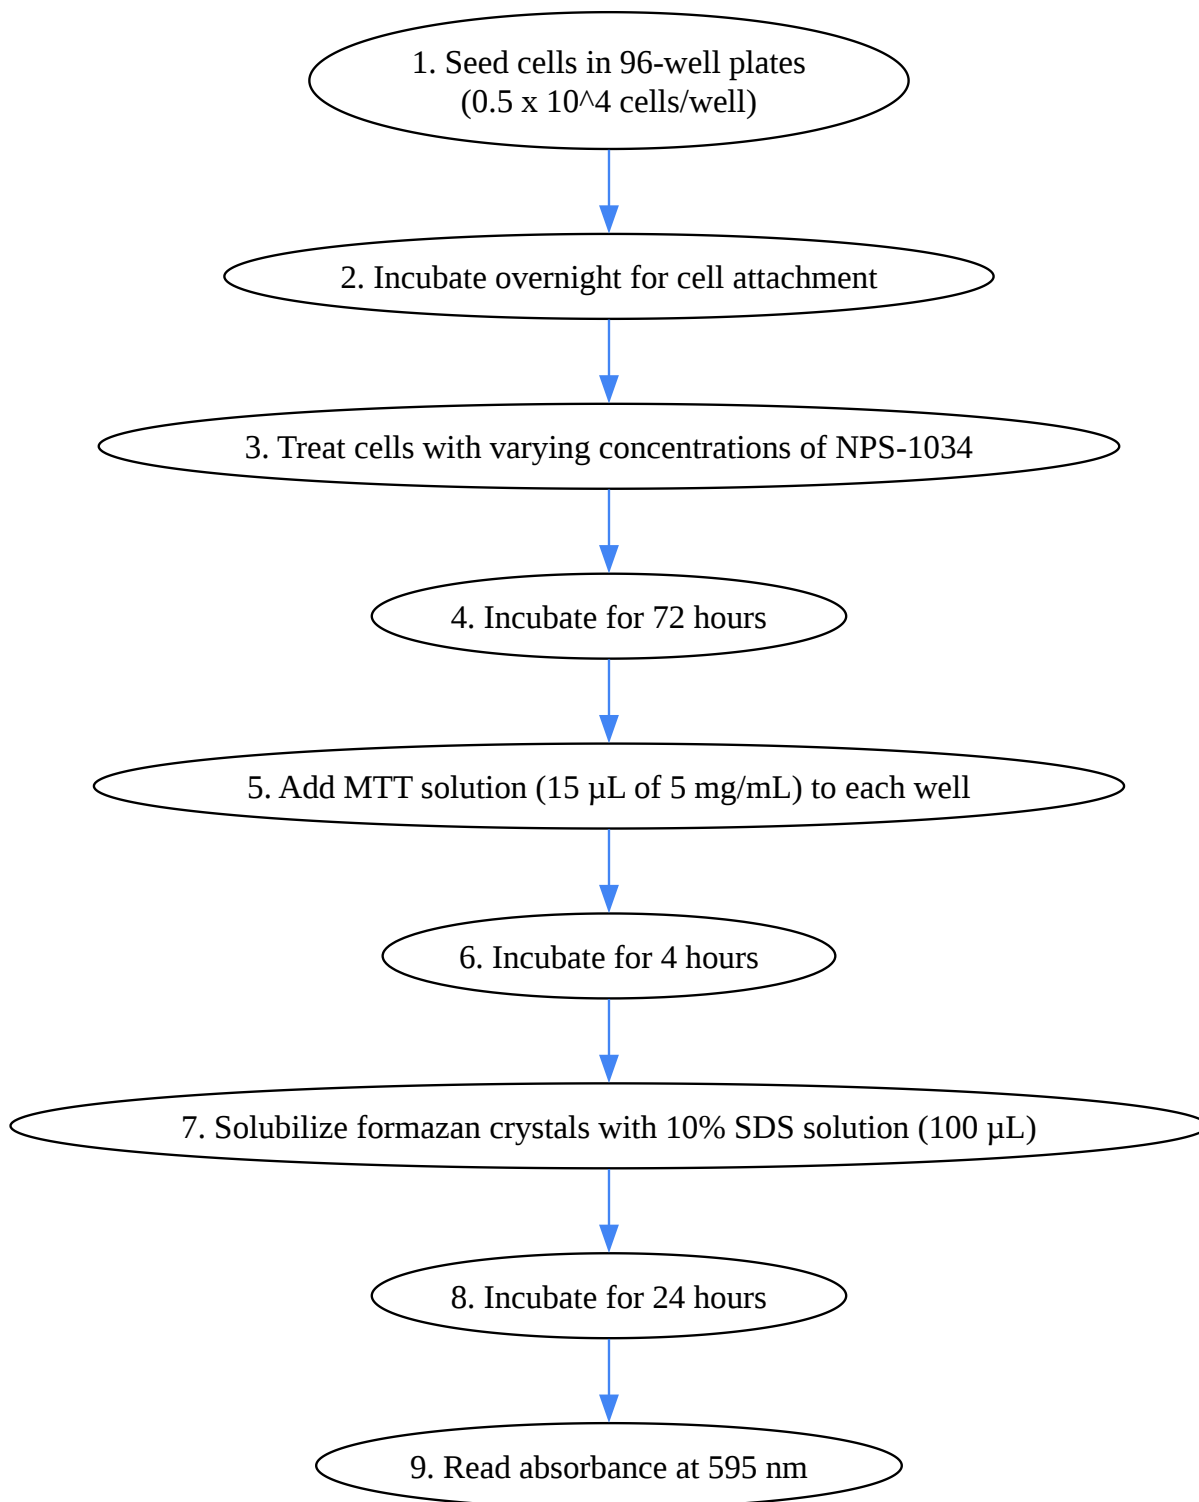 1. Seed cells in 96-well plates
(0.5 x 10^4 cells/well)
2. Incubate overnight for cell attachment
3. Treat cells with varying concentrations of NPS-1034
4. Incubate for 72 hours
5. Add MTT solution (15 µL of 5 mg/mL) to each well
6. Incubate for 4 hours
7. Solubilize formazan crystals with 10% SDS solution (100 µL)
8. Incubate for 24 hours
9. Read absorbance at 595 nm